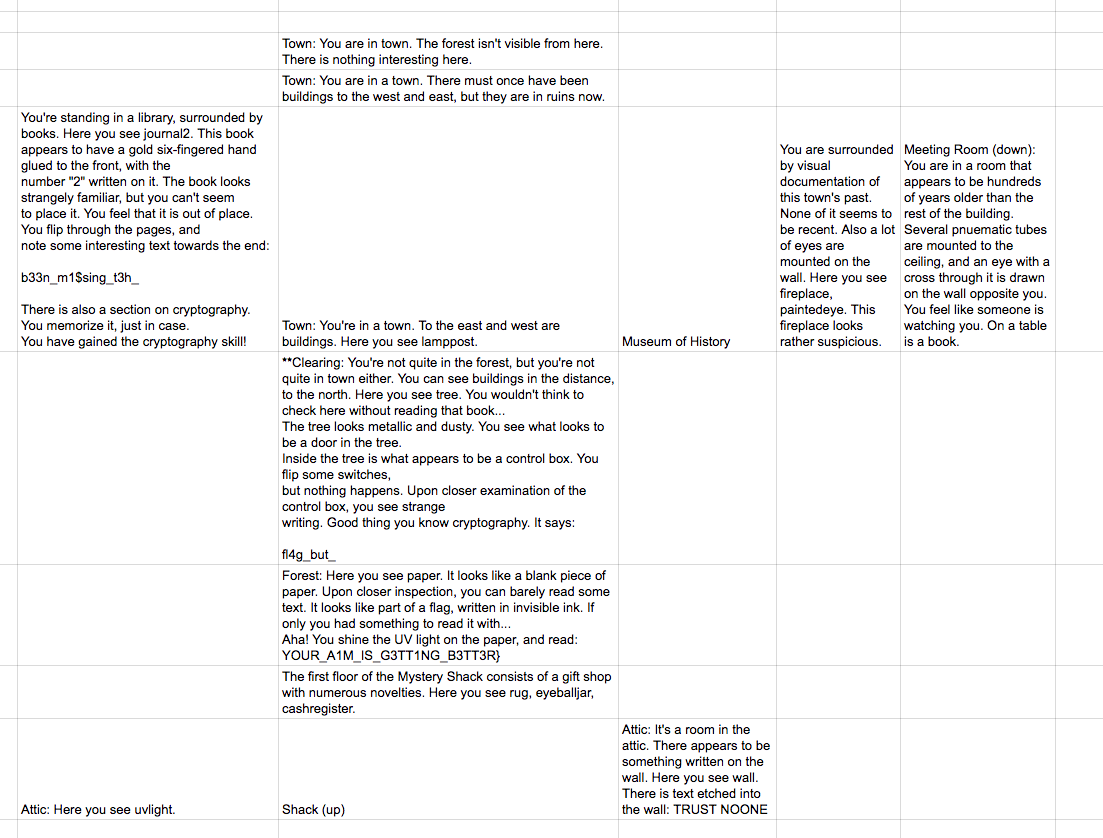 Town: You are in town. The forest isn't visible from here.
There is nothing interesting here.
Town: You are in a town. There must once have been
buildings to the west and east, but they are in ruins now.
You're standing in a library, surrounded by
books. Here you see journal2. This book
appears to have a gold six-fingered hand
glued to the front, with the
number "2" written on it. The book looks
strangely familiar, but you can't seem
to place it. You feel that it is out of place.
You flip through the pages, and
note some interesting text towards the end:
b33n_m1$sing_t3h_
There is also a section on cryptography.
You memorize it, just in case.
You have gained the cryptography skill!
Town: You're in a town. To the east and west are
buildings. Here you see lamppost.
Museum of History
You are surrounded
by visual
documentation of
this town's past.
None of it seems to
be recent. Also a lot
of eyes are
mounted on the
wall. Here you see
fireplace,
paintedeye. This
fireplace looks
rather suspicious.
Meeting Room (down):
You are in a room that
appears to be hundreds
of years older than the
rest of the building.
Several pnuematic tubes
are mounted to the
ceiling, and an eye with a
cross through it is drawn
on the wall opposite you.
You feel like someone is
watching you. On a table
is a book.
**Clearing: You're not quite in the forest, but you're not
quite in town either. You can see buildings in the distance,
to the north. Here you see tree. You wouldn't think to
check here without reading that book...
The tree looks metallic and dusty. You see what looks to
be a door in the tree.
Inside the tree is what appears to be a control box. You
flip some switches,
but nothing happens. Upon closer examination of the
control box, you see strange
writing. Good thing you know cryptography. It says:
fl4g_but_
Forest: Here you see paper. It looks like a blank piece of
paper. Upon closer inspection, you can barely read some
text. It looks like part of a flag, written in invisible ink. If
only you had something to read it with...
Aha! You shine the UV light on the paper, and read:
YOUR_A1M_IS_G3TT1NG_B3TT3R}
The first floor of the Mystery Shack consists of a gift shop
with numerous novelties. Here you see rug, eyeballjar,
cashregister.
Attic: Here you see uvlight.
Shack (up)
Attic: It's a room in the
attic. There appears to be
something written on the
wall. Here you see wall.
There is text etched into
the wall: TRUST NOONE